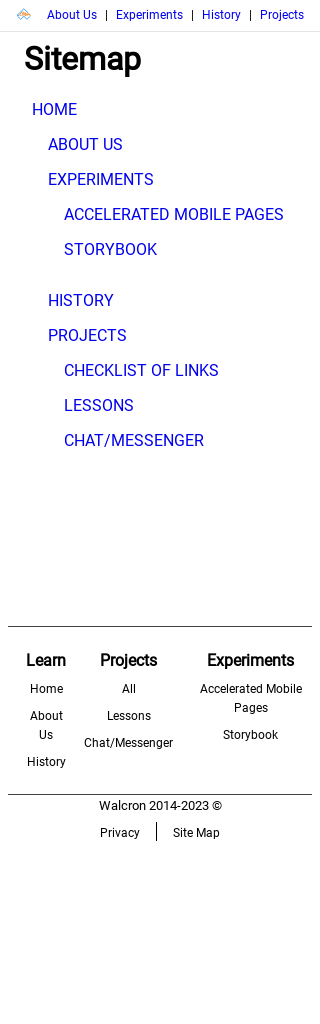 About Us | Experiments | History | Projects
Sitemap
HOME
ABOUT US
EXPERIMENTS
ACCELERATED MOBILE PAGES
STORYBOOK
HISTORY
PROJECTS
CHECKLIST OF LINKS
LESSONS
CHAT/MESSENGER
Learn
Home
About
Us
History
Projects
All
Lessons
Chat/Messenger
Experiments
Accelerated Mobile
Pages
Storybook
Walcron 2014-2023 ©
Privacy
Site Map